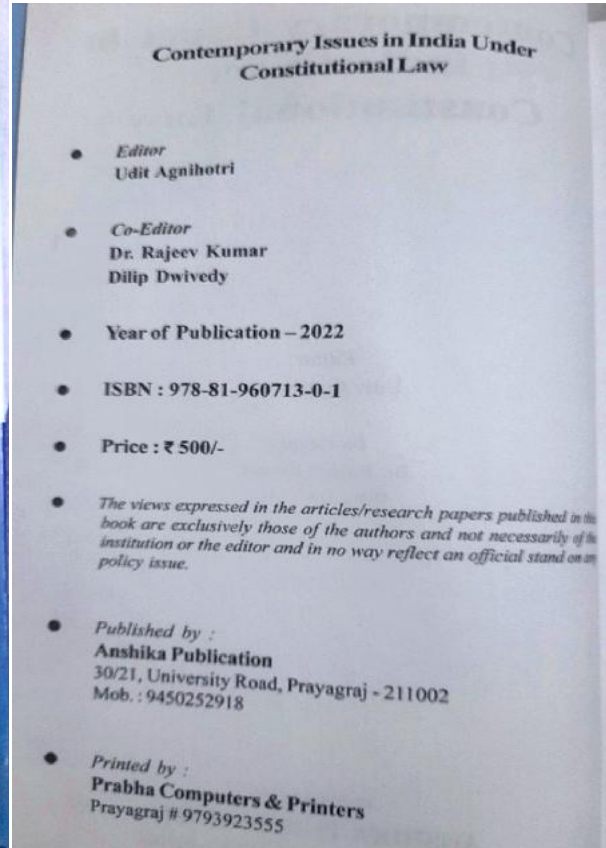 Contemporary Issues in India Under
Constitutional Law
Editor
Udit Agnihotri
Co-Editor
Dr. Rajeev Kumar
Dilip Dwivedy
Year of Publication – 2022
ISBN : 978-81-960713-0-1
Price : ₹ 500/-
The views expressed in the articles/research papers published in this
book are exclusively those of the authors and not necessarily of the
institution or the editor and in no way reflect an official stand on any
policy issue.
Published by :
Anshika Publication
30/21, University Road, Prayagraj - 211002
Mob. : 9450252918
Printed by :
Prabha Computers & Printers
Prayagraj # 9793923555